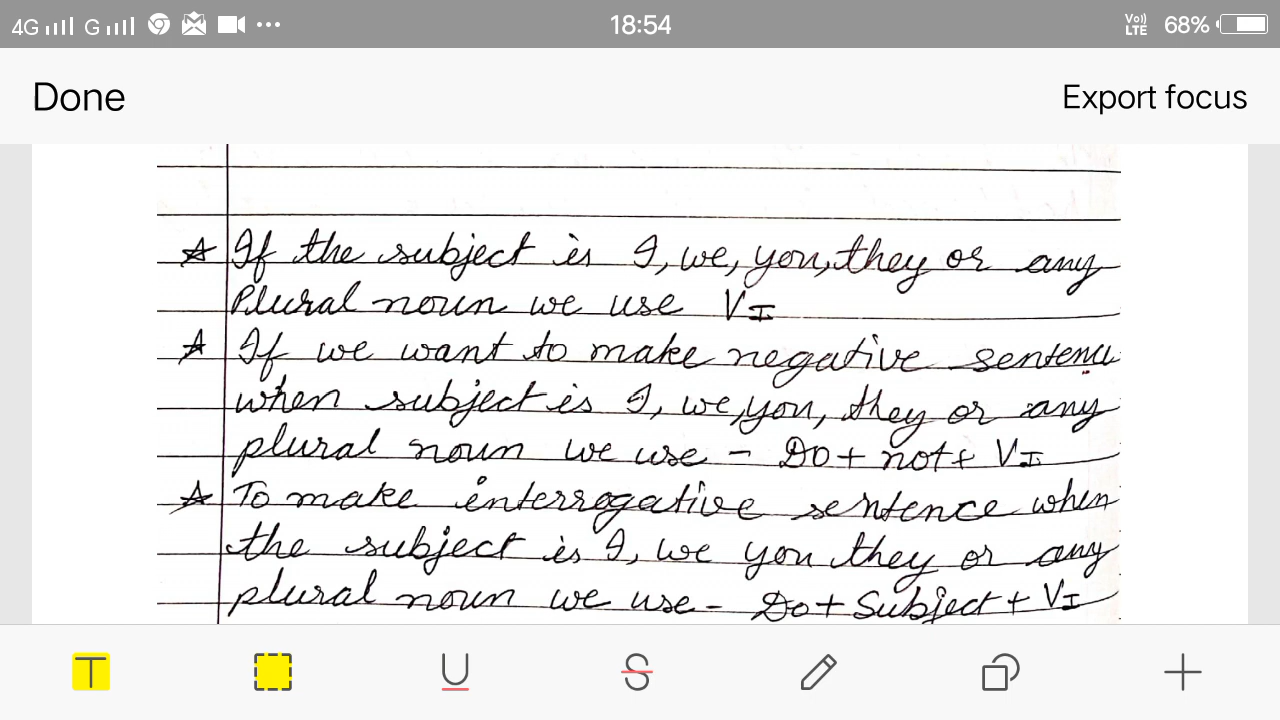 4G G 18:54 Vo)) LTE 68%
Done Export focus
If the subject is I, we, you, they or any
Plural noun we use VI
If we want to make negative sentence
when subject is I, we, you, they or any
plural noun we use - Do + not + VI
To make interrogative sentence when
the subject is I, we you they or any
plural noun we use - Do + Subject + VI
T U S